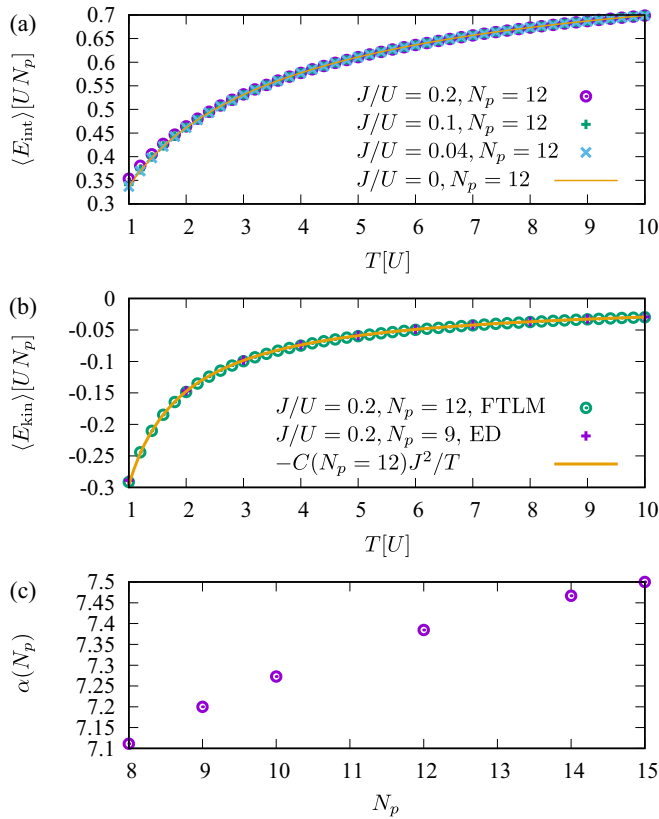 (a)
⟨E_int⟩[UN_p]
0.7
0.65
0.6
0.55
0.5
0.45
0.4
0.35
0.3
J/U = 0.2, N_p = 12
J/U = 0.1, N_p = 12
J/U = 0.04, N_p = 12
J/U = 0, N_p = 12
1 2 3 4 5 6 7 8 9 10
T[U]
(b)
⟨E_kin⟩[UN_p]
0
-0.05
-0.1
-0.15
-0.2
-0.25
-0.3
J/U = 0.2, N_p = 12, FTLM
J/U = 0.2, N_p = 9, ED
−C(N_p = 12)J²/T
1 2 3 4 5 6 7 8 9 10
T[U]
(c)
α(N_p)
7.5
7.45
7.4
7.35
7.3
7.25
7.2
7.15
7.1
8 9 10 11 12 13 14 15
N_p